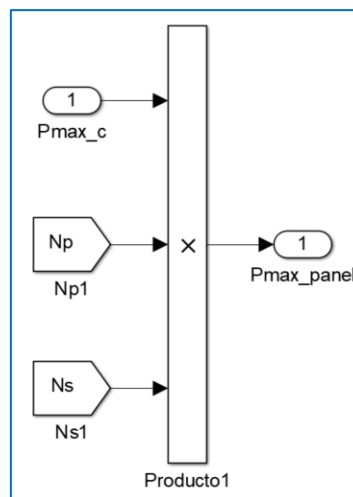 1
Pmax_c
Np
Np1
×
1
Pmax_panel
Ns
Ns1
Producto1